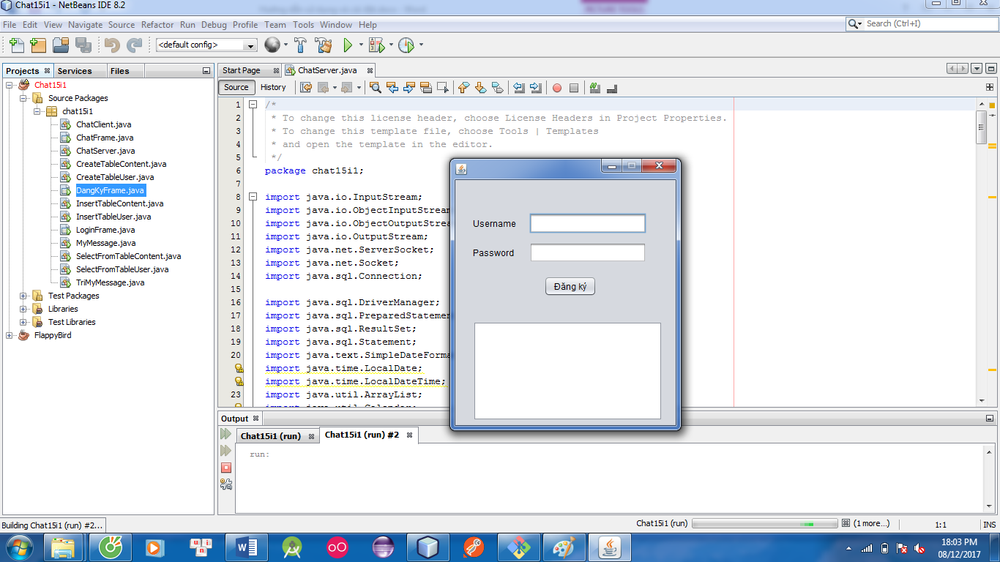 Chat15i1 - NetBeans IDE 8.2
File Edit View Navigate Source Refactor Run Debug Profile Team Tools Window Help
Search (Ctrl+I)
<default config>
Projects Services Files
Chat15i1
Source Packages
chat15i1
ChatClient.java
ChatFrame.java
ChatServer.java
CreateTableContent.java
CreateTableUser.java
DangKyFrame.java
InsertTableContent.java
InsertTableUser.java
LoginFrame.java
MyMessage.java
SelectFromTableContent.java
SelectFromTableUser.java
TriMyMessage.java
Test Packages
Libraries
Test Libraries
FlappyBird
Start Page ChatServer.java
Source History
1 /*
2 * To change this license header, choose License Headers in Project Properties.
3 * To change this template file, choose Tools | Templates
4 * and open the template in the editor.
5 */
6 package chat15i1;
7
8 import java.io.InputStream;
9 import java.io.ObjectInputStream
10 import java.io.ObjectOutputStrea
11 import java.io.OutputStream;
12 import java.net.ServerSocket;
13 import java.net.Socket;
14 import java.sql.Connection;
15
16 import java.sql.DriverManager;
17 import java.sql.PreparedStatemen
18 import java.sql.ResultSet;
19 import java.sql.Statement;
20 import java.text.SimpleDateForma
import java.time.LocalDate;
import java.time.LocalDateTime;
23 import java.util.ArrayList;
import java.util.Calendar;
Username
Password
Đăng ký
Output
Chat15i1 (run) Chat15i1 (run) #2
run:
Building Chat15i1 (run) #2...
Chat15i1 (run) (1 more...) 1:1 INS
18:03 PM
08/12/2017